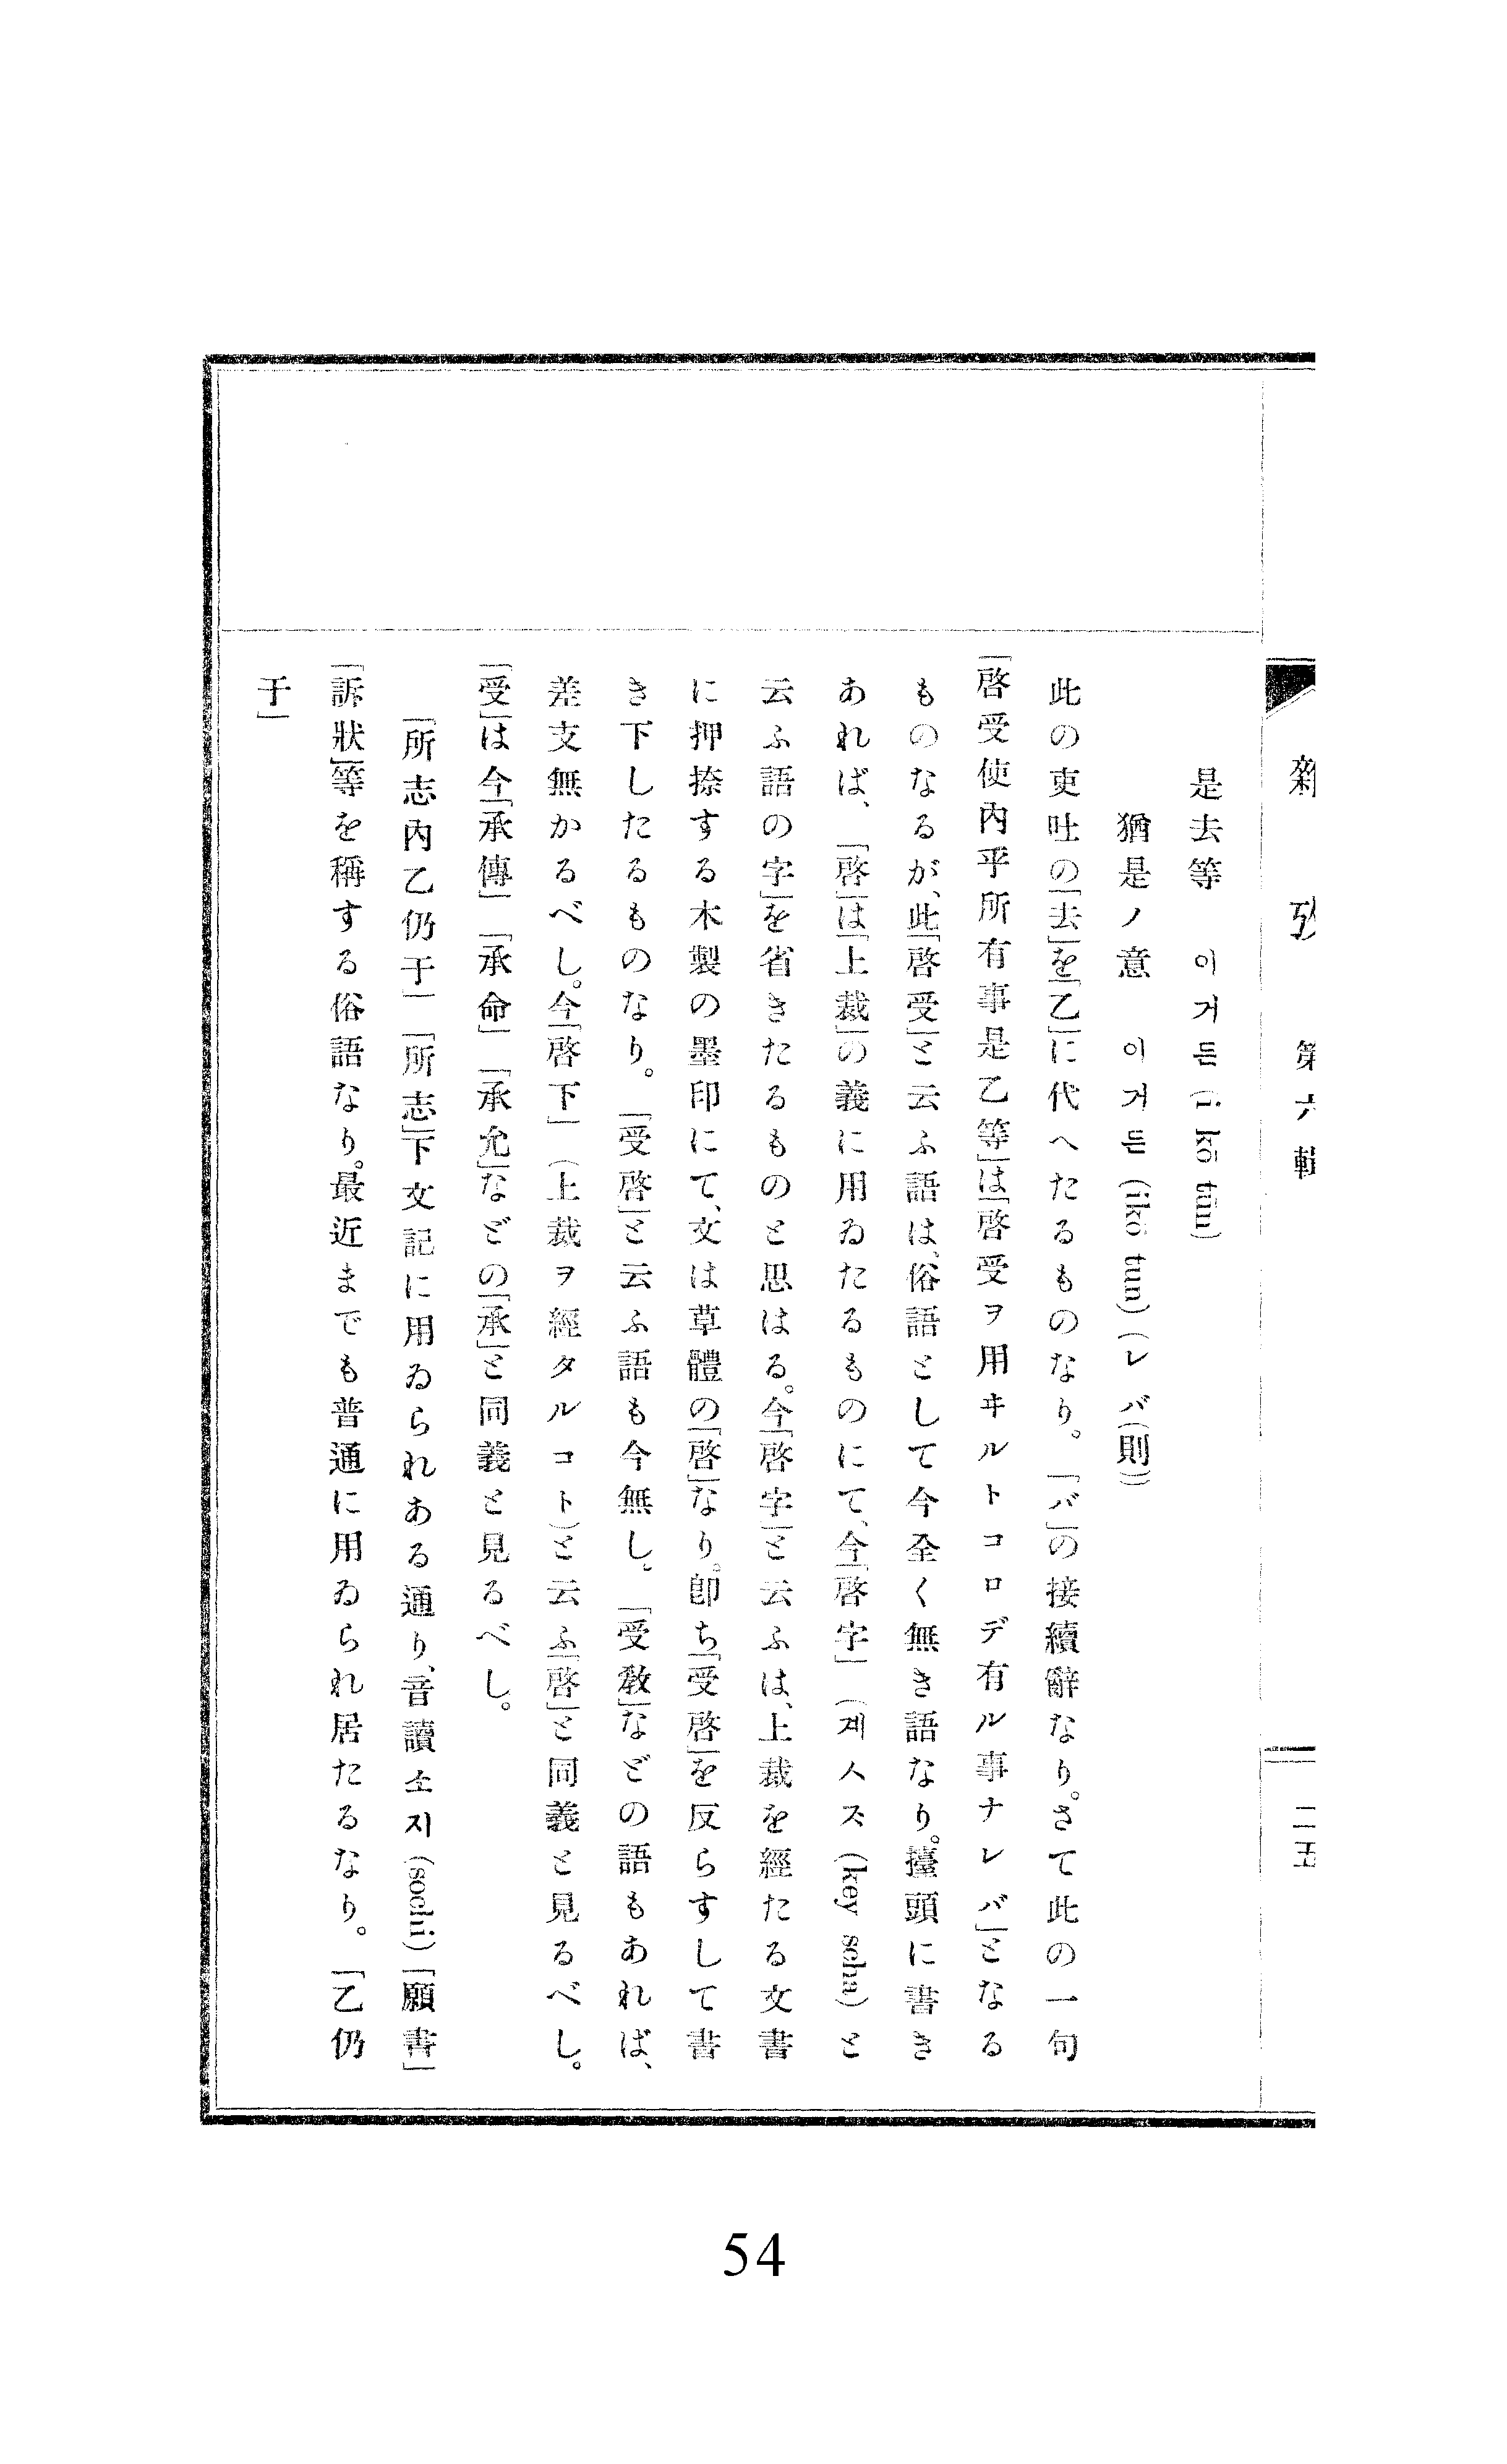 雜攷 第六輯 二五
是去等 이거든 (i kŏ tŭn)
猶是ノ意 이거든 (ikŏ tŭn) (レバ(則))
此の吏吐の「去」を「乙」に代へたるものなり。「バ」の接續辭なり。さて此の一句
「啓受使內乎所有事是乙等」は「啓受ヲ用ヰルトコロデ有ル事ナレバ」となる
ものなるが、此「啓受」と云ふ語は、俗語として今全く無き語なり。擡頭に書き
あれば、「啓」は「上裁」の義に用ゐたるものにて、今「啓字」(계ㅅᄌᆞ (key schă) と
云ふ語の字」を省きたるものと思はる。今「啓字」と云ふは、上裁を經たる文書
に押捺する木製の墨印にて、文は草體の「啓」なり。卽ち「受啓」を反らすして書
き下したるものなり。「受啓」と云ふ語も今無し。「受敎」などの語もあれば、
差支無かるべし。今「啓下」(上裁ヲ經タルコト)と云ふ「啓」と同義と見るべし。
「受」は今「承傳」「承命」「承允」などの「承」と同義と見るべし。
「所志內乙仍于」「所志」下文記に用ゐられある通り、音讀소지 (sochi)「願書」
「訴狀」等を稱する俗語なり。最近までも普通に用ゐられ居たるなり。「乙仍
于」
54